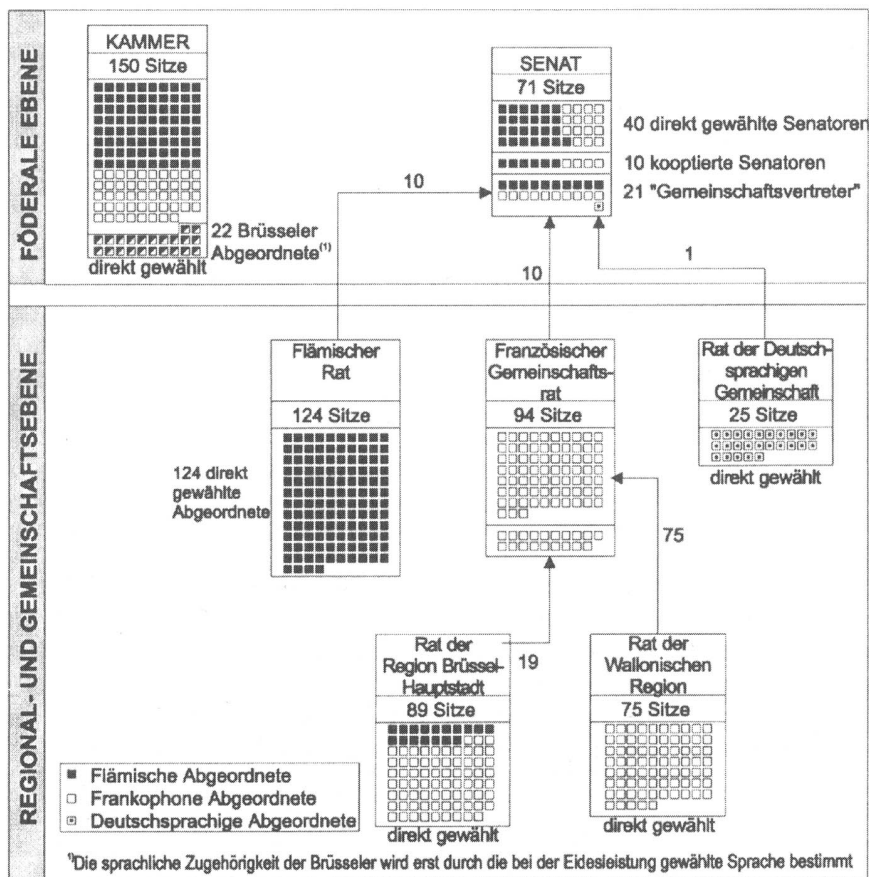 FÖDERALE EBENE
KAMMER
150 Sitze
22 Brüsseler
Abgeordnete(1)
direkt gewählt
SENAT
71 Sitze
40 direkt gewählte Senatoren
10 kooptierte Senatoren
21 "Gemeinschaftsvertreter"
10
10
1
REGIONAL- UND GEMEINSCHAFTSEBENE
Flämischer
Rat
124 Sitze
124 direkt
gewählte
Abgeordnete
Französischer
Gemeinschafts-
rat
94 Sitze
Rat der Deutsch-
sprachigen
Gemeinschaft
25 Sitze
direkt gewählt
75
19
Rat der
Region Brüssel-
Hauptstadt
89 Sitze
direkt gewählt
Rat der
Wallonischen
Region
75 Sitze
direkt gewählt
Flämische Abgeordnete
Frankophone Abgeordnete
Deutschsprachige Abgeordnete
1)Die sprachliche Zugehörigkeit der Brüsseler wird erst durch die bei der Eidesleistung gewählte Sprache bestimmt